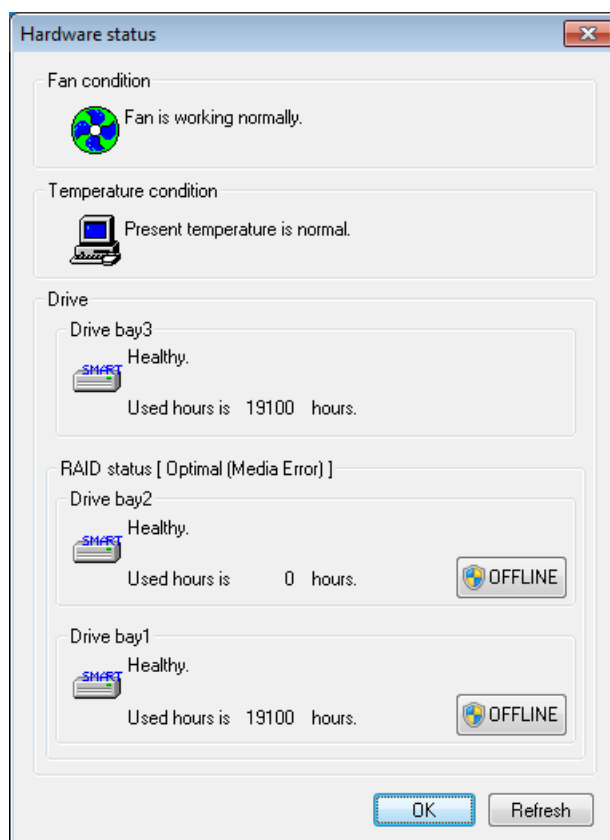 Hardware status
Fan condition
Fan is working normally.
Temperature condition
Present temperature is normal.
Drive
Drive bay3
SMART
Healthy.
Used hours is 19100 hours.
RAID status [ Optimal (Media Error) ]
Drive bay2
SMART
Healthy.
Used hours is 0 hours.
OFFLINE
Drive bay1
SMART
Healthy.
Used hours is 19100 hours.
OFFLINE
OK
Refresh